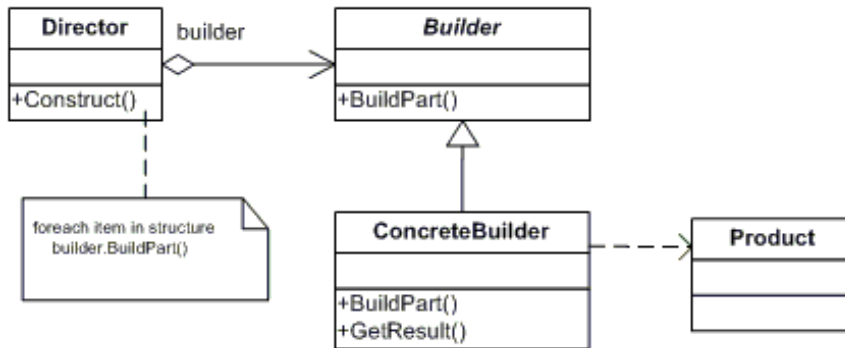 Director
builder
Builder
+Construct()
+BuildPart()
foreach item in structure
builder.BuildPart()
ConcreteBuilder
Product
+BuildPart()
+GetResult()